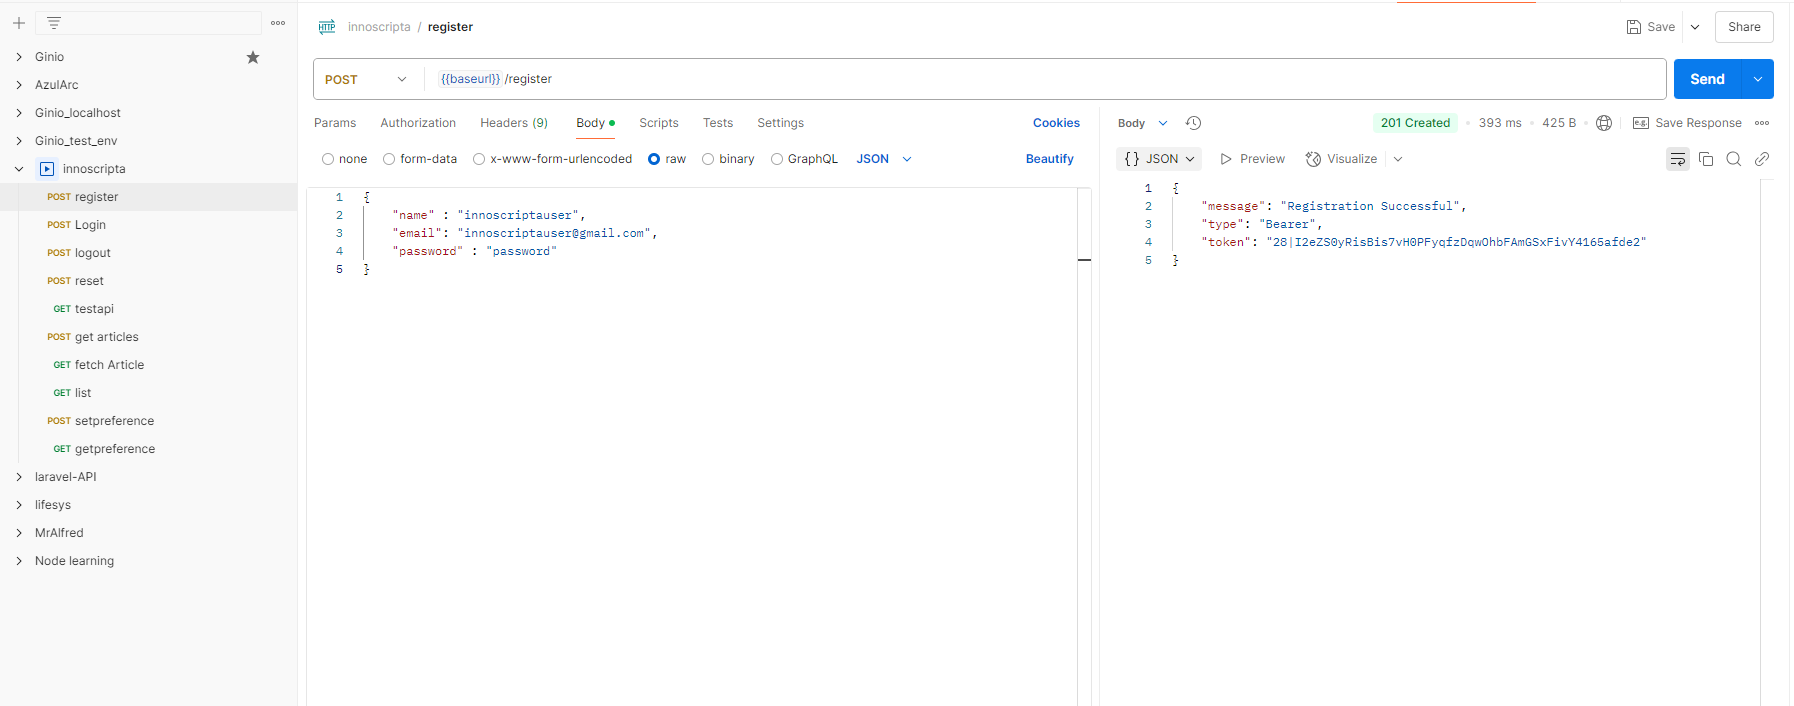 Ginio
AzulArc
Ginio_localhost
Ginio_test_env
innoscripta
POST register
POST Login
POST logout
POST reset
GET testapi
POST get articles
GET fetch Article
GET list
POST setpreference
GET getpreference
laravel-API
lifesys
MrAlfred
Node learning
HTTP innoscripta / register
Save
Share
POST {{baseurl}} /register
Send
Params Authorization Headers (9) Body Scripts Tests Settings Cookies
none form-data x-www-form-urlencoded raw binary GraphQL JSON Beautify
1 {
2 "name" : "innoscriptauser",
3 "email": "innoscriptauser@gmail.com",
4 "password" : "password"
5 }
Body 201 Created 393 ms 425 B e.g. Save Response
{} JSON Preview Visualize
1 {
2 "message": "Registration Successful",
3 "type": "Bearer",
4 "token": "28|I2eZS0yRisBis7vH0PFyqfzDqwOhbFAmGSxFivY4165afde2"
5 }